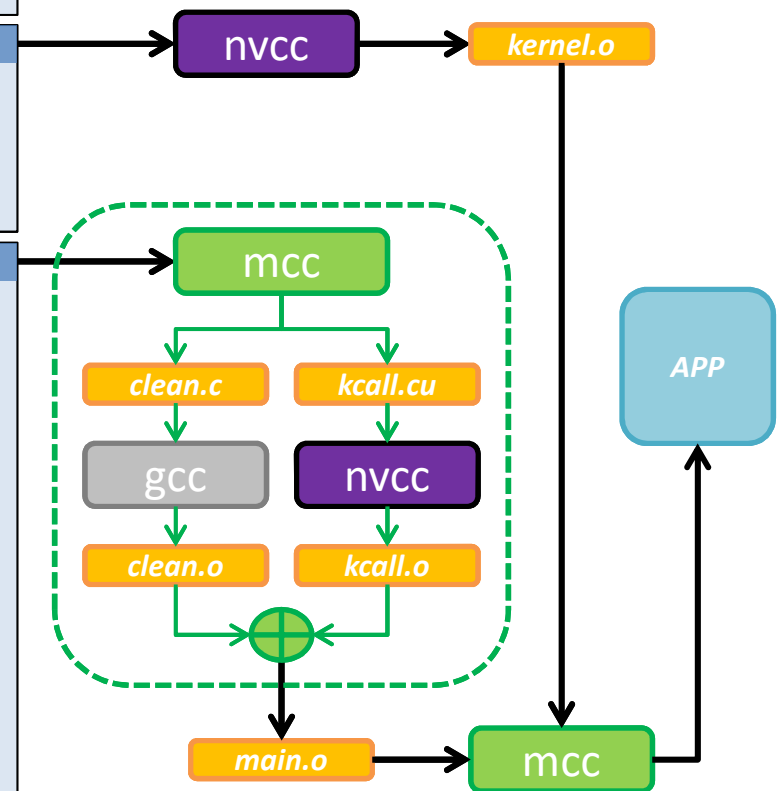 nvcc
kernel.o
mcc
clean.c
kcall.cu
APP
gcc
nvcc
clean.o
kcall.o
main.o
mcc